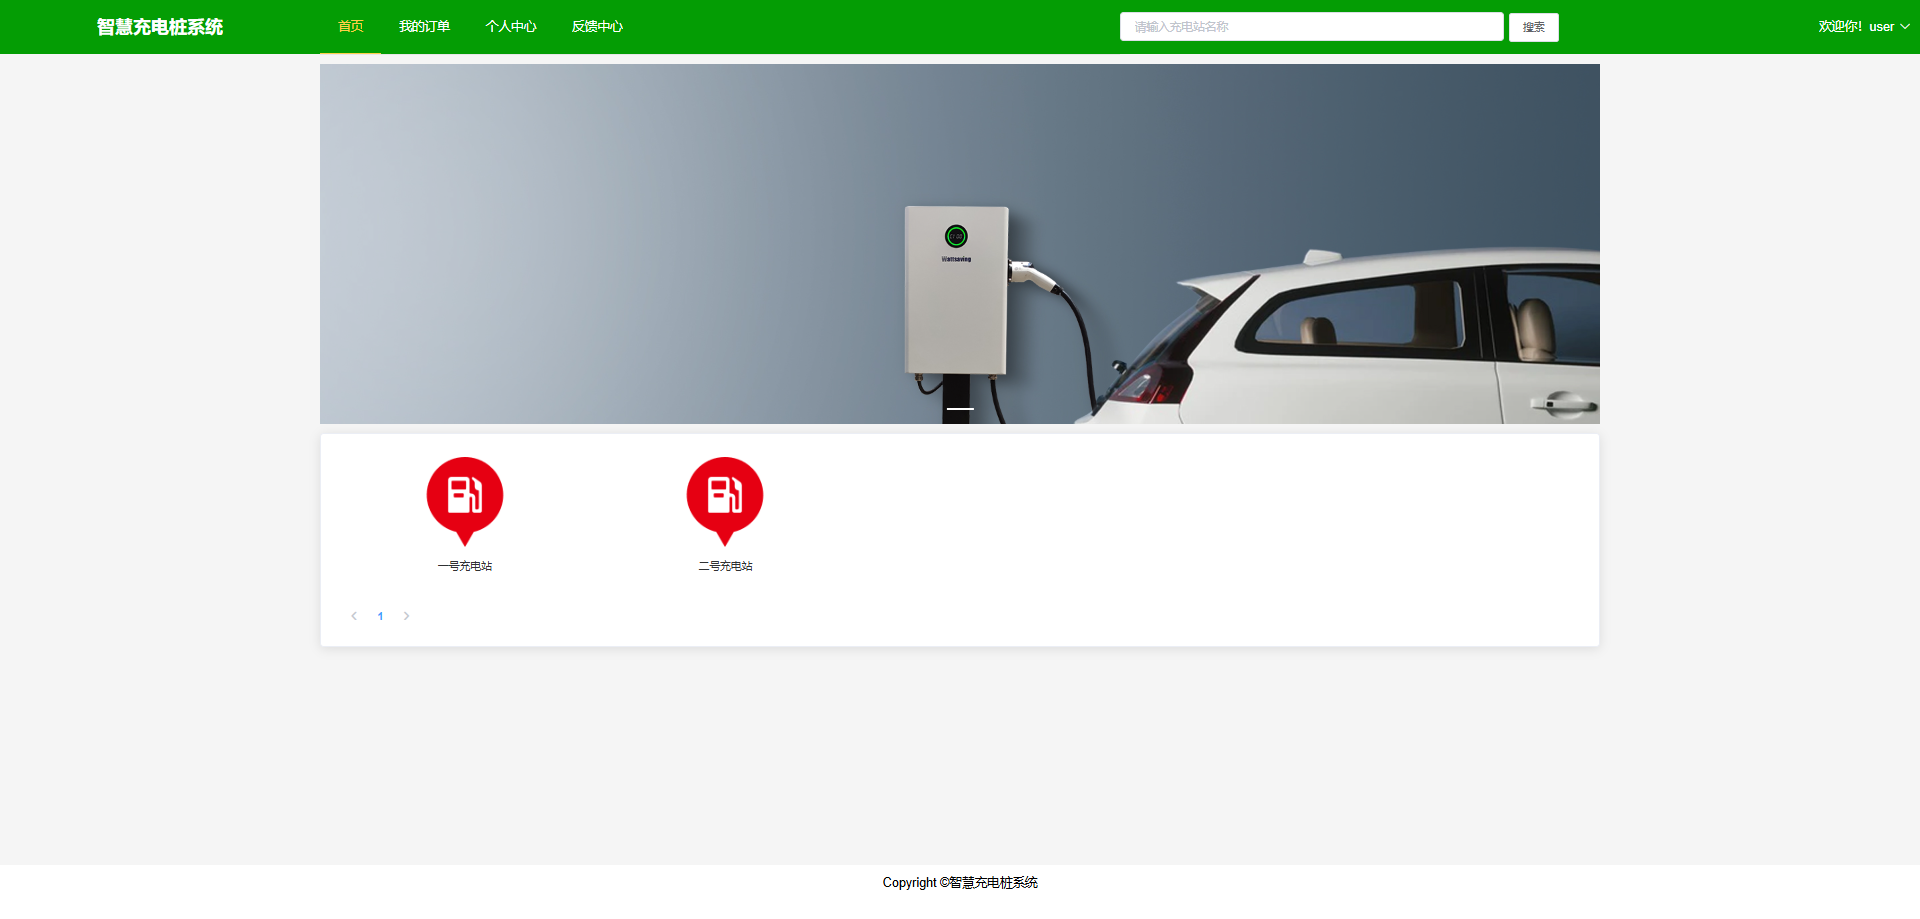 智慧充电桩系统
首页 我的订单 个人中心 反馈中心
请输入充电站名称 搜索
欢迎你！user
Wattsaving
一号充电站 二号充电站
1
Copyright ©智慧充电桩系统